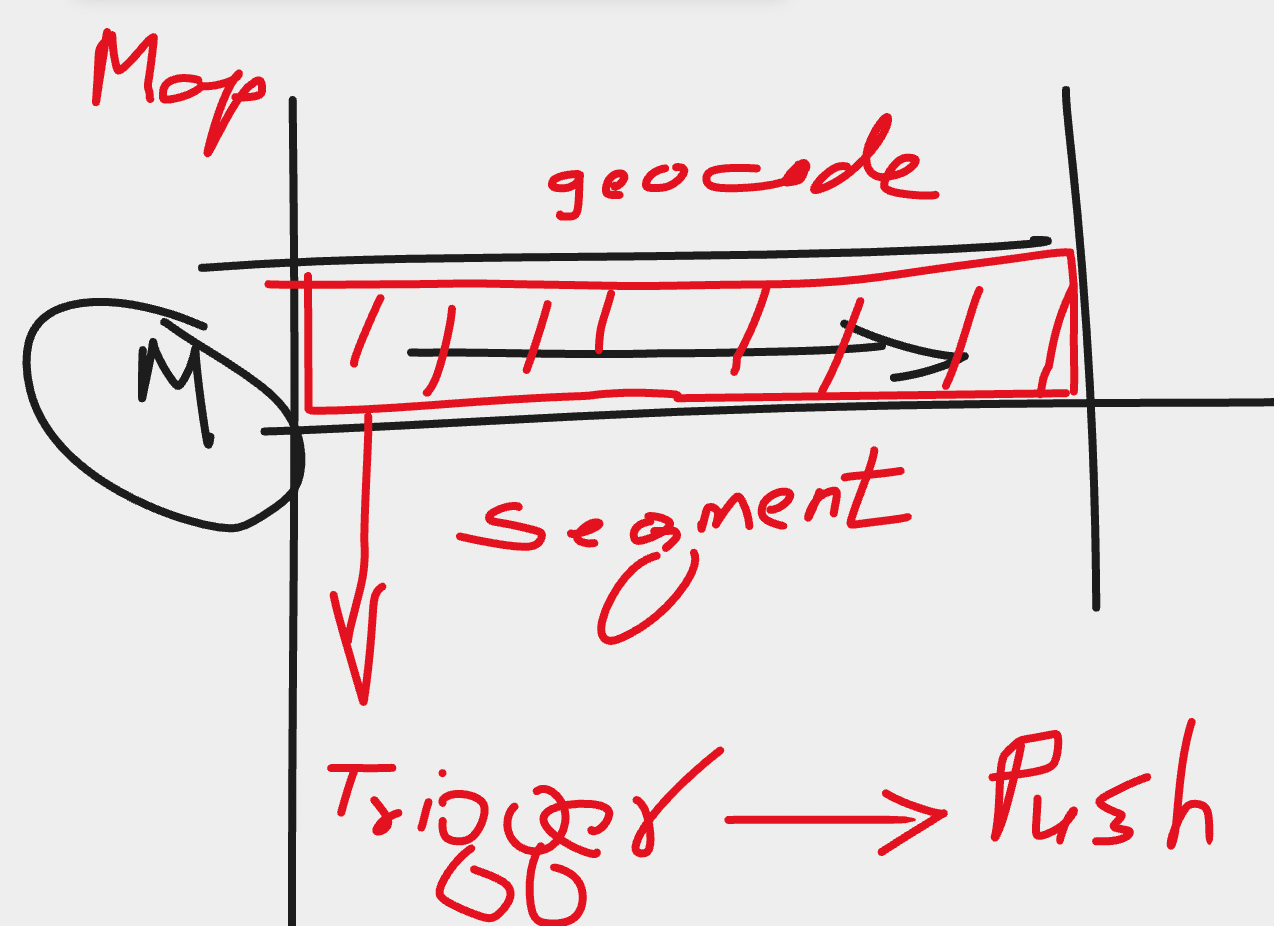 Map
geocode
M
Segment
Trigger → Push